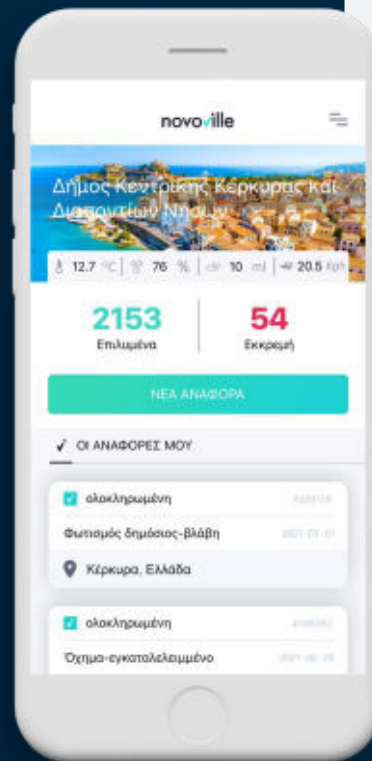 novoville
Δήμος Κεντρικής Κέρκυρας και
Διαποντίων Νήσων
12.7 °C 76 % 10 ml 20.5 Kph
2153 54
Επιλυμένα Εκκρεμή
ΝΕΑ ΑΝΑΦΟΡΑ
✓ ΟΙ ΑΝΑΦΟΡΕΣ ΜΟΥ
ολοκληρωμένη
Φωτισμός δημόσιος-βλάβη
Κέρκυρα, Ελλάδα
ολοκληρωμένη
Όχημα-εγκαταλελειμμένο